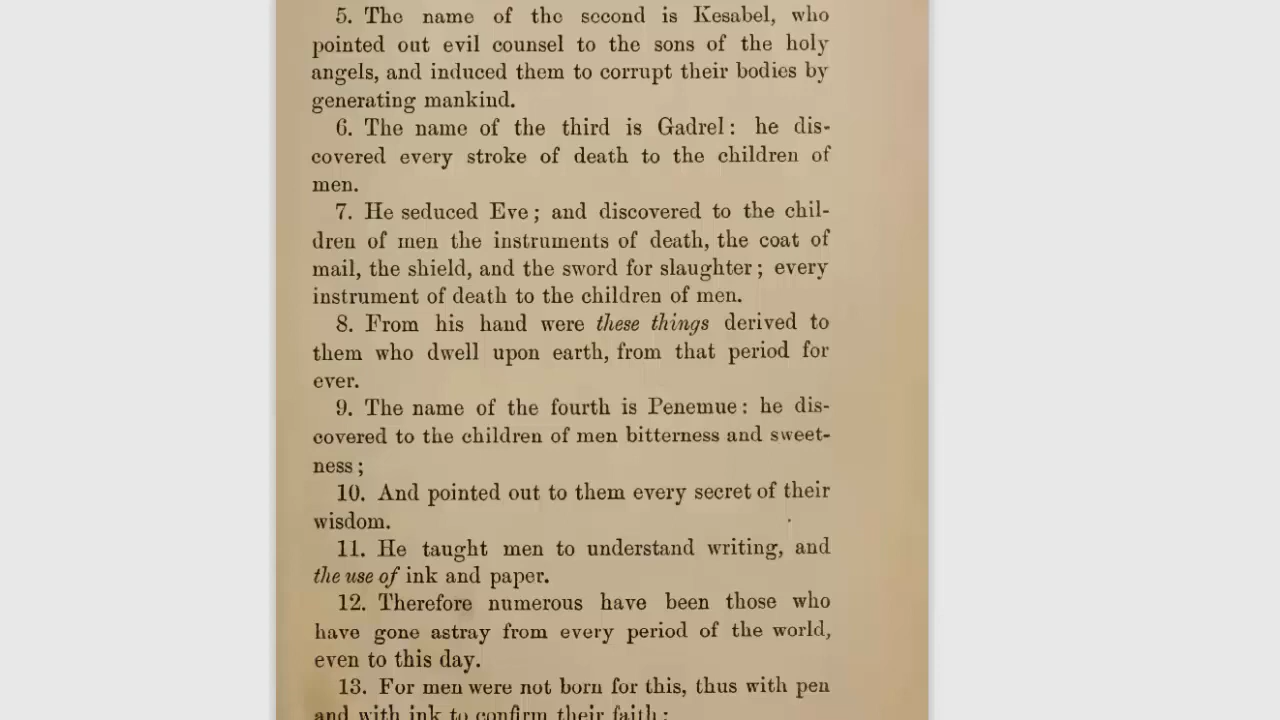 5. The name of the second is Kesabel, who
pointed out evil counsel to the sons of the holy
angels, and induced them to corrupt their bodies by
generating mankind.
6. The name of the third is Gadrel: he dis-
covered every stroke of death to the children of
men.
7. He seduced Eve; and discovered to the chil-
dren of men the instruments of death, the coat of
mail, the shield, and the sword for slaughter; every
instrument of death to the children of men.
8. From his hand were these things derived to
them who dwell upon earth, from that period for
ever.
9. The name of the fourth is Penemue: he dis-
covered to the children of men bitterness and sweet-
ness;
10. And pointed out to them every secret of their
wisdom.
11. He taught men to understand writing, and
the use of ink and paper.
12. Therefore numerous have been those who
have gone astray from every period of the world,
even to this day.
13. For men were not born for this, thus with pen
and with ink to confirm their faith;